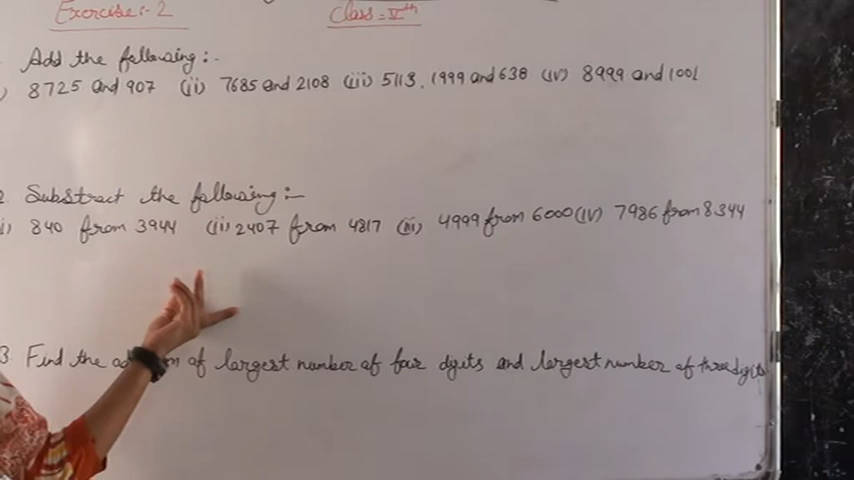 Exercise:- 2
Class = Vth
Add the following:-
) 8725 and 907 (ii) 7685 and 2108 (iii) 5113, 1999 and 638 (iv) 8999 and 1001
2 Substract the following:-
i) 840 from 3944 (ii) 2407 from 4817 (iii) 4999 from 6000 (iv) 7986 from 8344
3 Find the of largest number of four digits and largest number of three digits